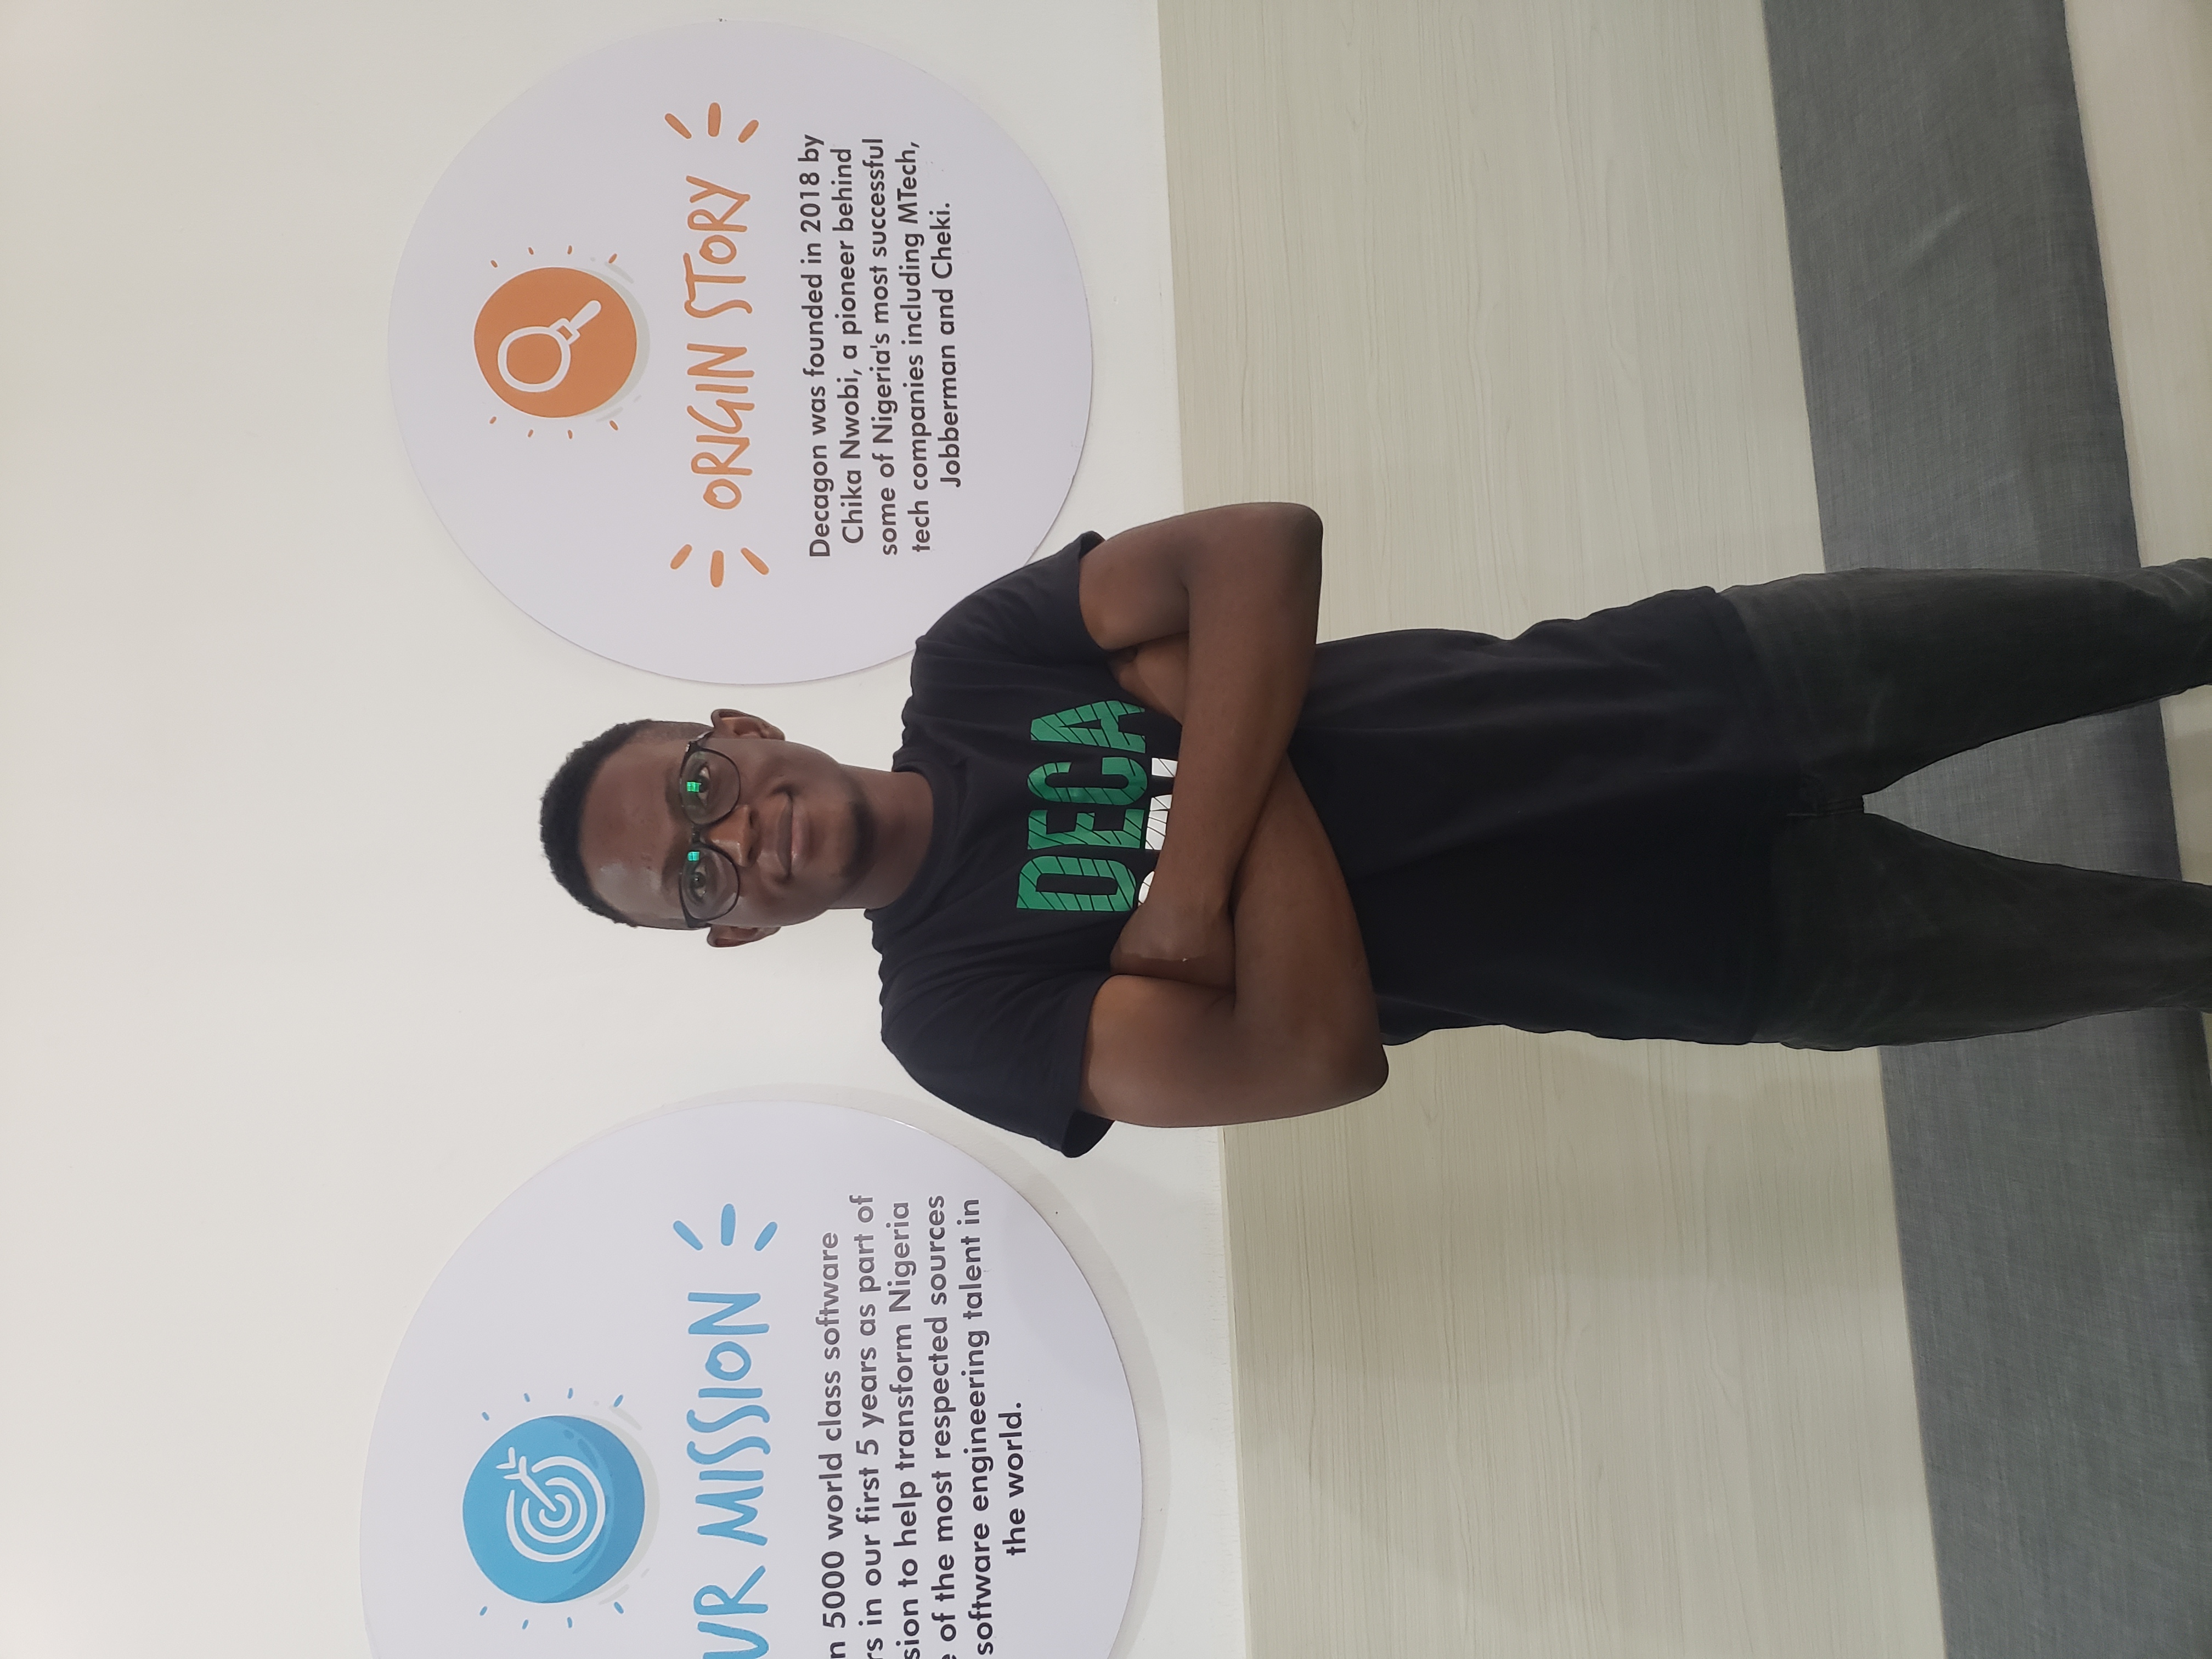 UR MISSION
n 5000 world class software
rs in our first 5 years as part of
sion to help transform Nigeria
e of the most respected sources
software engineering talent in
the world.
ORIGIN STORY
Decagon was founded in 2018 by
Chika Nwobi, a pioneer behind
some of Nigeria's most successful
tech companies including MTech,
Jobberman and Cheki.
DECA